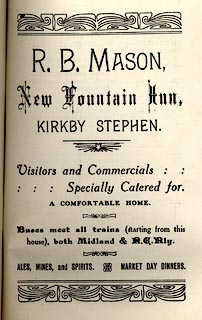 R. B. MASON,
New Fountain Inn,
KIRKBY STEPHEN.
Visitors and Commercials : :
: : : Specially Catered for.
A COMFORTABLE HOME.
Buses meet all trains (starting from this
house), both Midland & N.E. Rly.
ALES, WINES, and SPIRITS. MARKET DAY DINNERS.